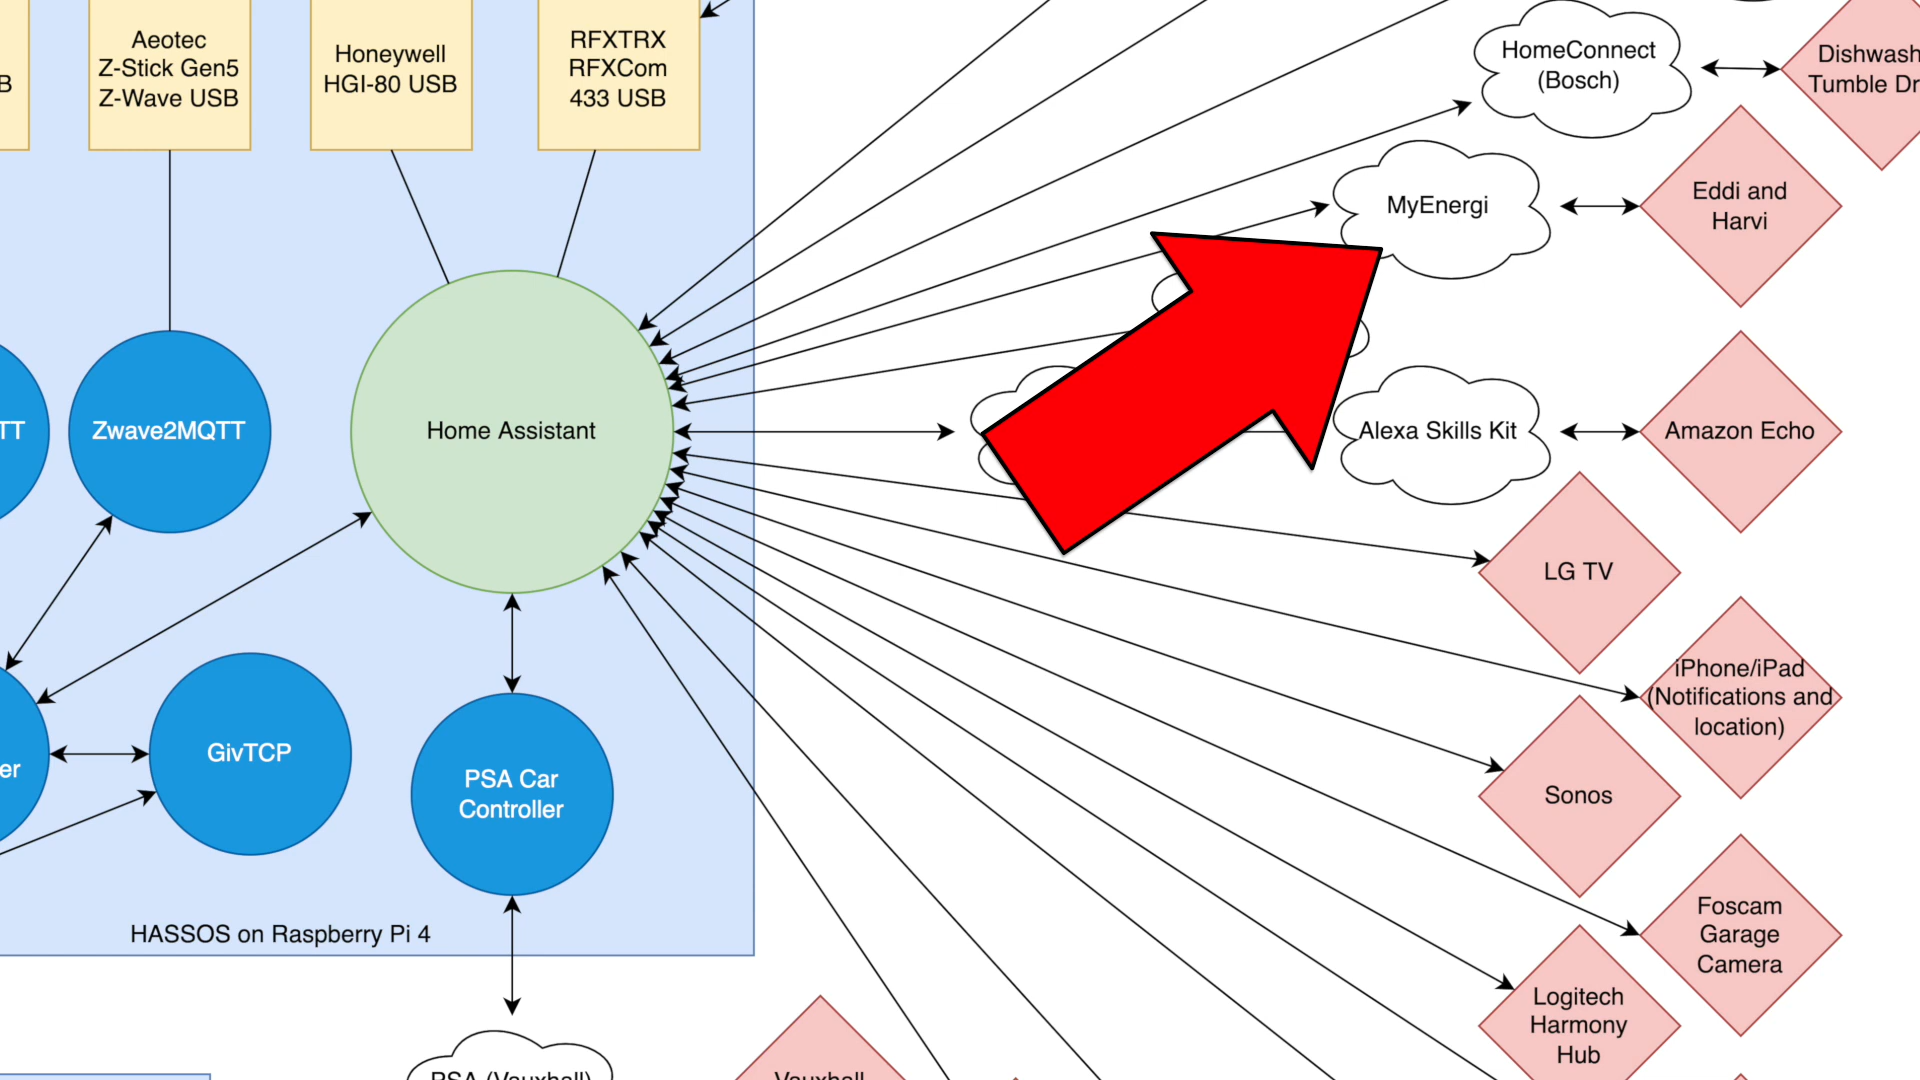 B
Aeotec
Z-Stick Gen5
Z-Wave USB
Honeywell
HGI-80 USB
RFXTRX
RFXCom
433 USB
HomeConnect
(Bosch)
Dishwash
Tumble Dr
MyEnergi
Eddi and
Harvi
TT
Zwave2MQTT
Home Assistant
Alexa Skills Kit
Amazon Echo
LG TV
iPhone/iPad
(Notifications and
location)
er
GivTCP
PSA Car
Controller
Sonos
HASSOS on Raspberry Pi 4
Foscam
Garage
Camera
Logitech
Harmony
Hub
PSA (Vauxhall)
Vauxhall